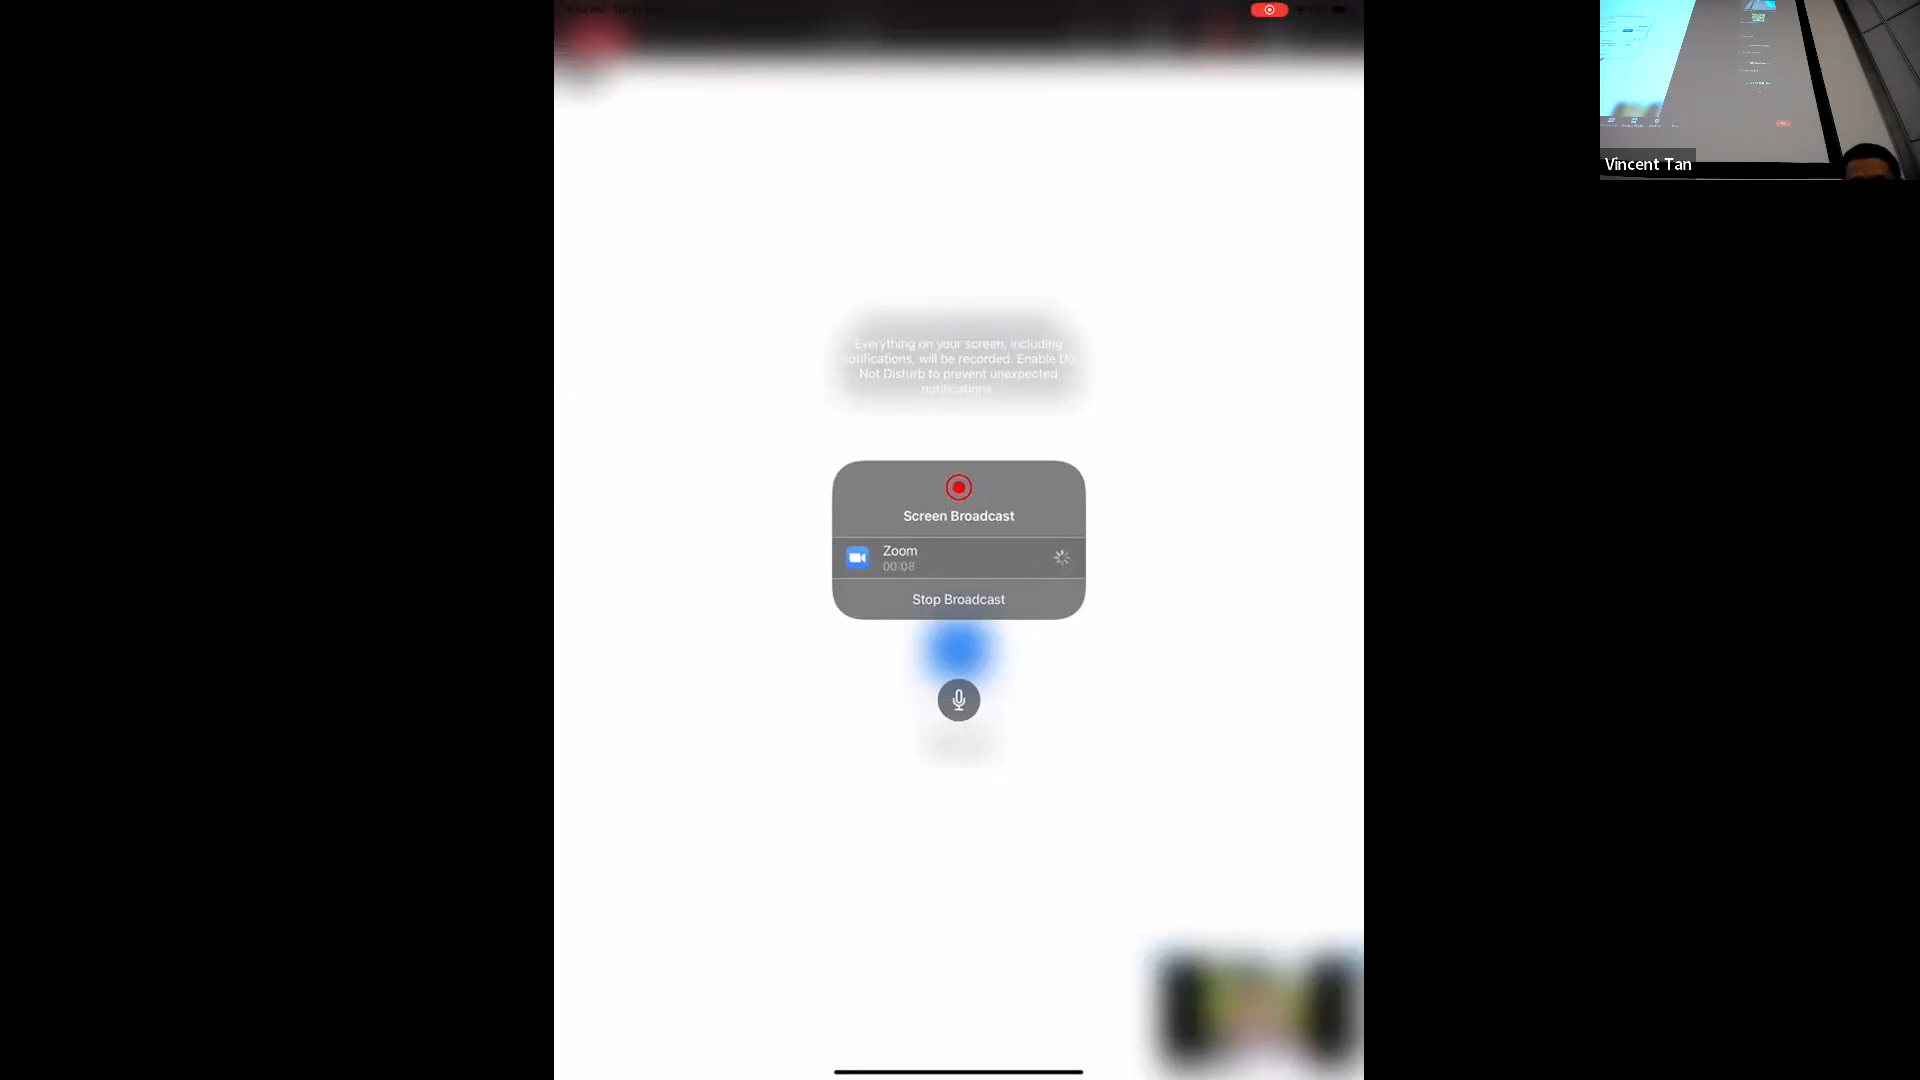 Everything on your screen, including
notifications, will be recorded. Enable Do
Not Disturb to prevent unexpected
notifications.
Screen Broadcast
Zoom
00:08
Stop Broadcast
Vincent Tan